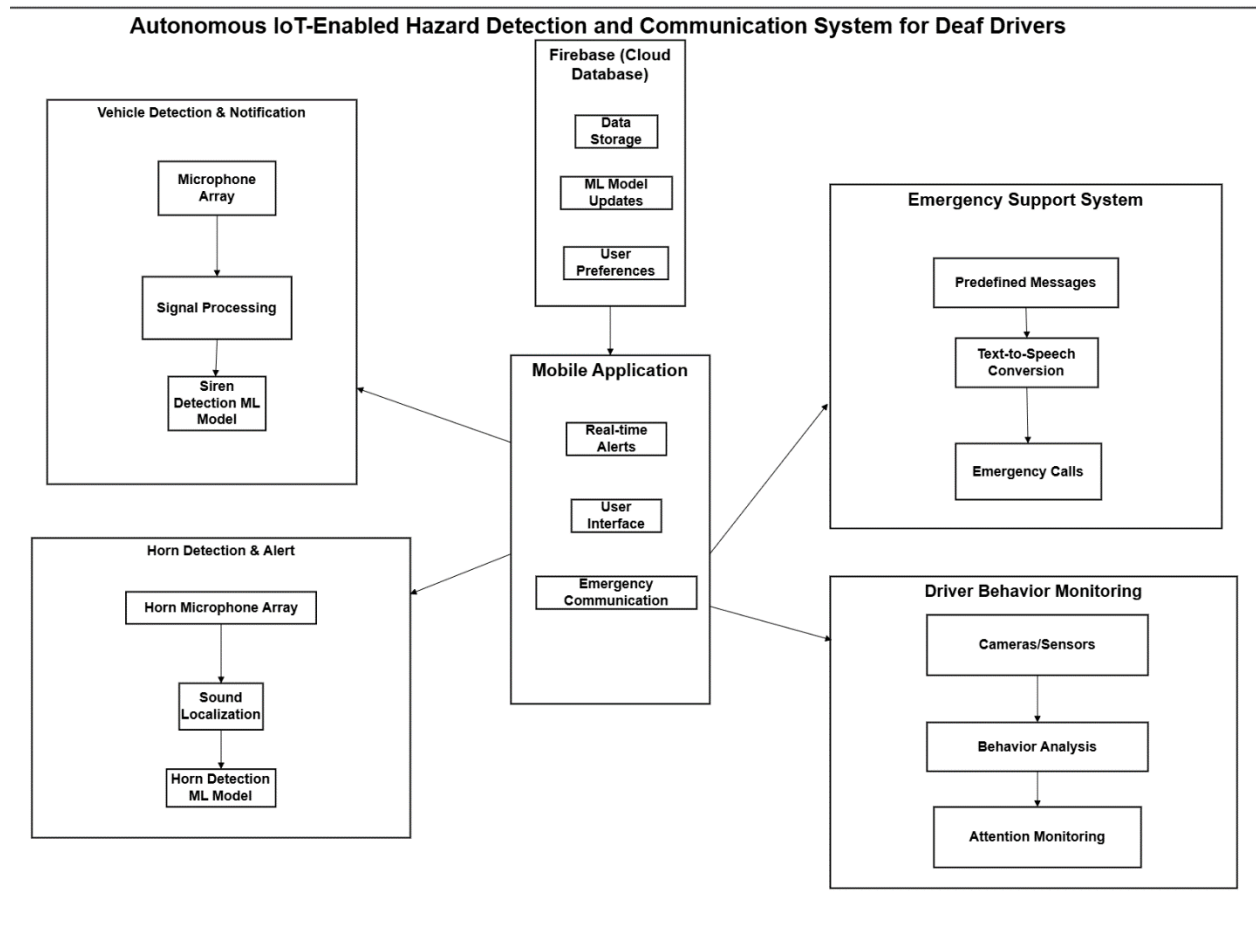 Autonomous IoT-Enabled Hazard Detection and Communication System for Deaf Drivers
Firebase (Cloud
Database)
Data
Storage
ML Model
Updates
User
Preferences
Vehicle Detection & Notification
Microphone
Array
Signal Processing
Siren
Detection ML
Model
Mobile Application
Real-time
Alerts
User
Interface
Emergency
Communication
Emergency Support System
Predefined Messages
Text-to-Speech
Conversion
Emergency Calls
Horn Detection & Alert
Horn Microphone Array
Sound
Localization
Horn Detection
ML Model
Driver Behavior Monitoring
Cameras/Sensors
Behavior Analysis
Attention Monitoring